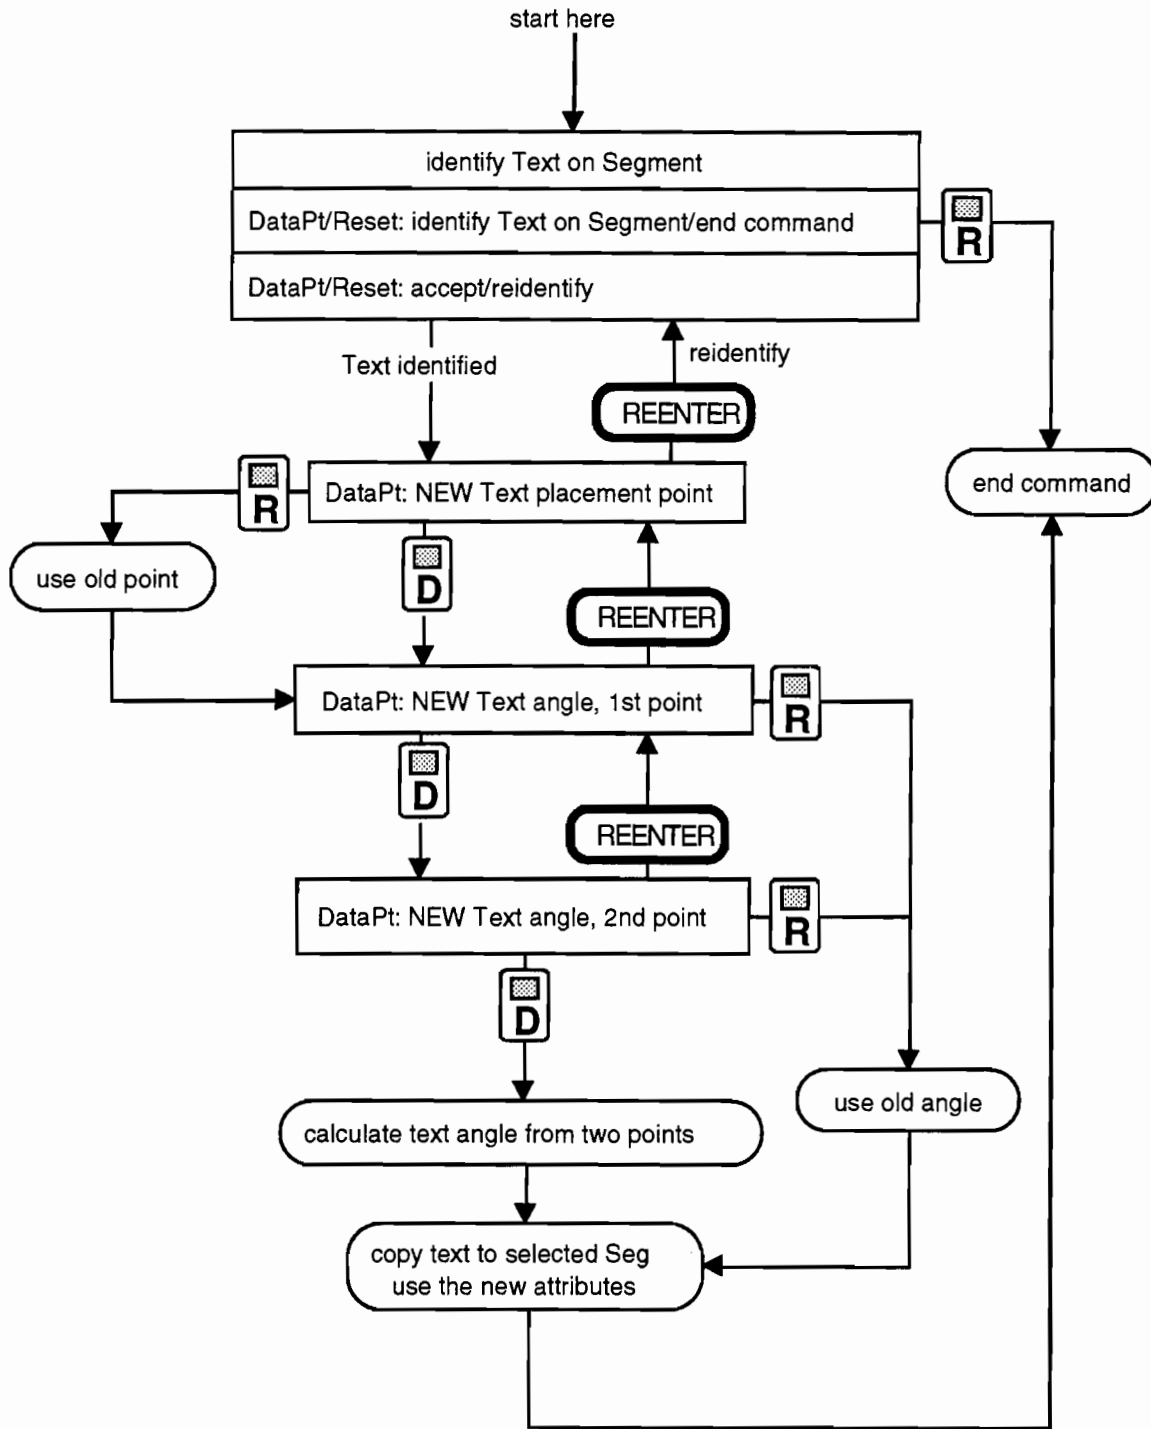 start here
identify Text on Segment
DataPt/Reset: identify Text on Segment/end command
R
DataPt/Reset: accept/reidentify
Text identified
reidentify
REENTER
DataPt: NEW Text placement point
R
end command
use old point
D
REENTER
DataPt: NEW Text angle, 1st point
R
D
REENTER
DataPt: NEW Text angle, 2nd point
R
D
use old angle
calculate text angle from two points
copy text to selected Seg
use the new attributes